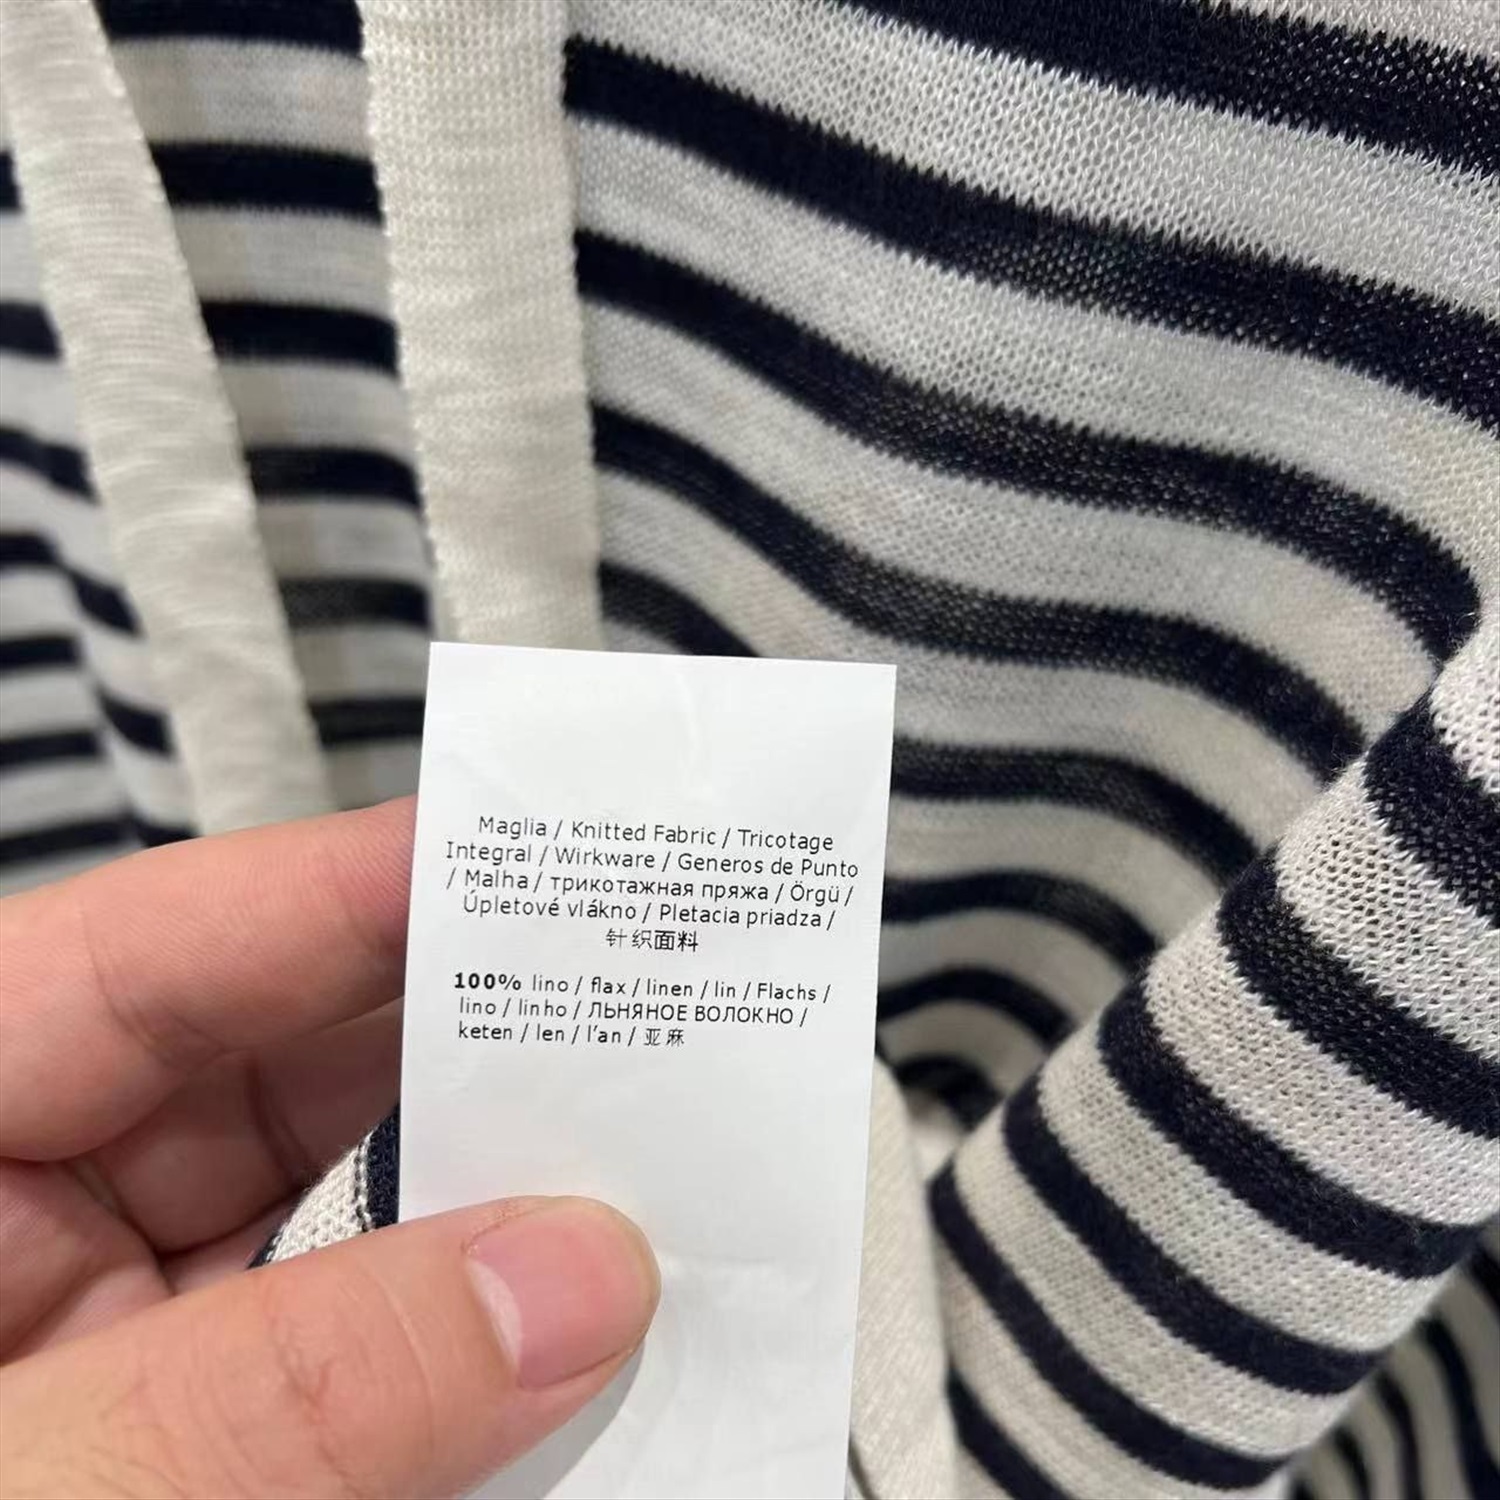 Maglia / Knitted Fabric / Tricotage
Integral / Wirkware / Generos de Punto
/ Malha / трикотажная пряжа / Örgü /
Úpletové vlákno / Pletacia priadza /
针织面料
100% lino / flax / linen / lin / Flachs /
lino / linho / ЛЬНЯНОЕ ВОЛОКНО /
keten / len / l'an / 亚麻